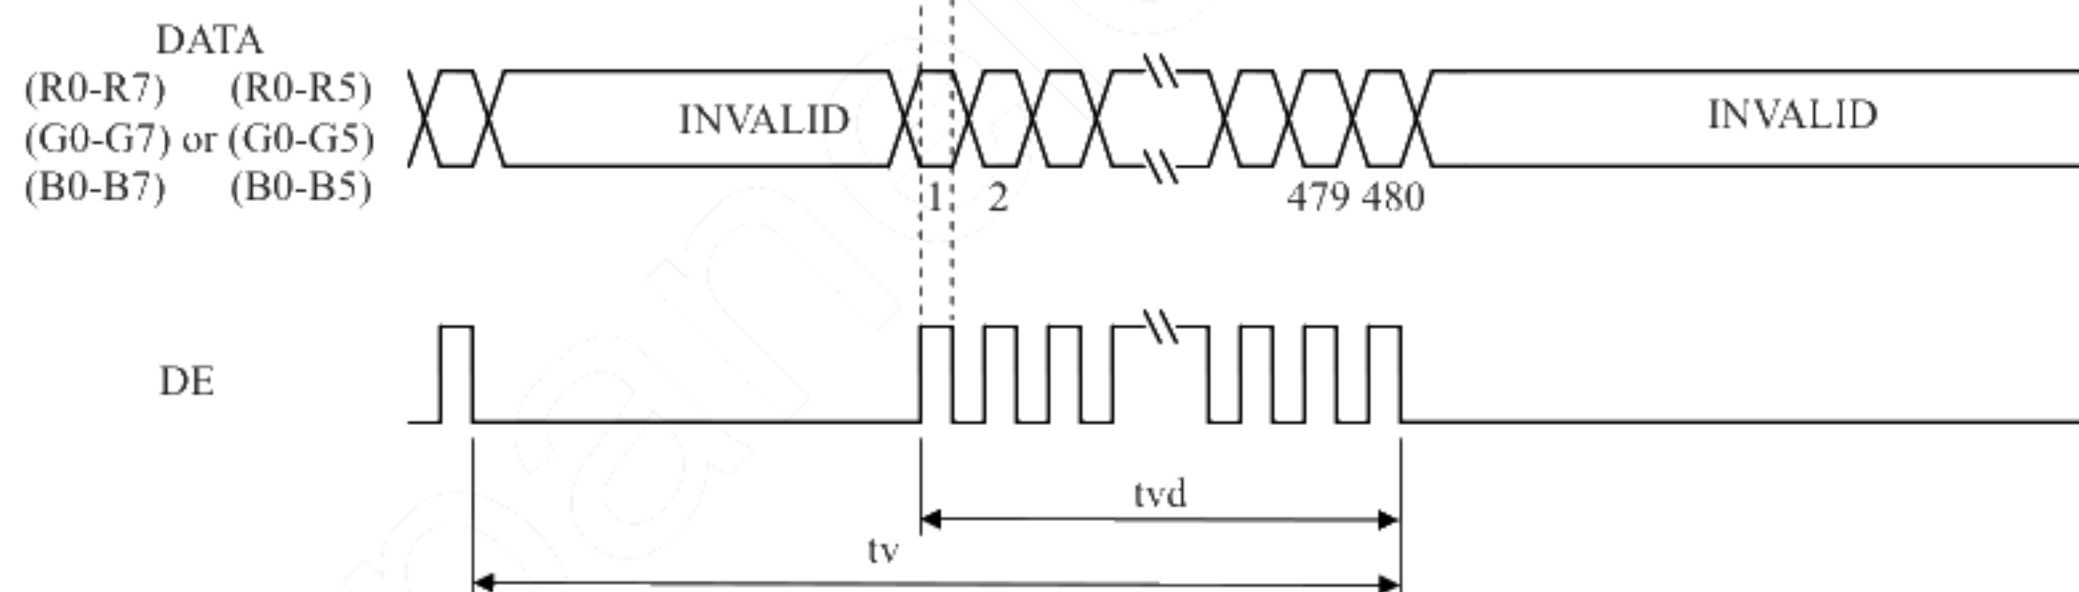 DATA
(R0-R7) (R0-R5)
(G0-G7) or (G0-G5)
(B0-B7) (B0-B5)
INVALID
INVALID
1 2 479 480
DE
tvd
tv